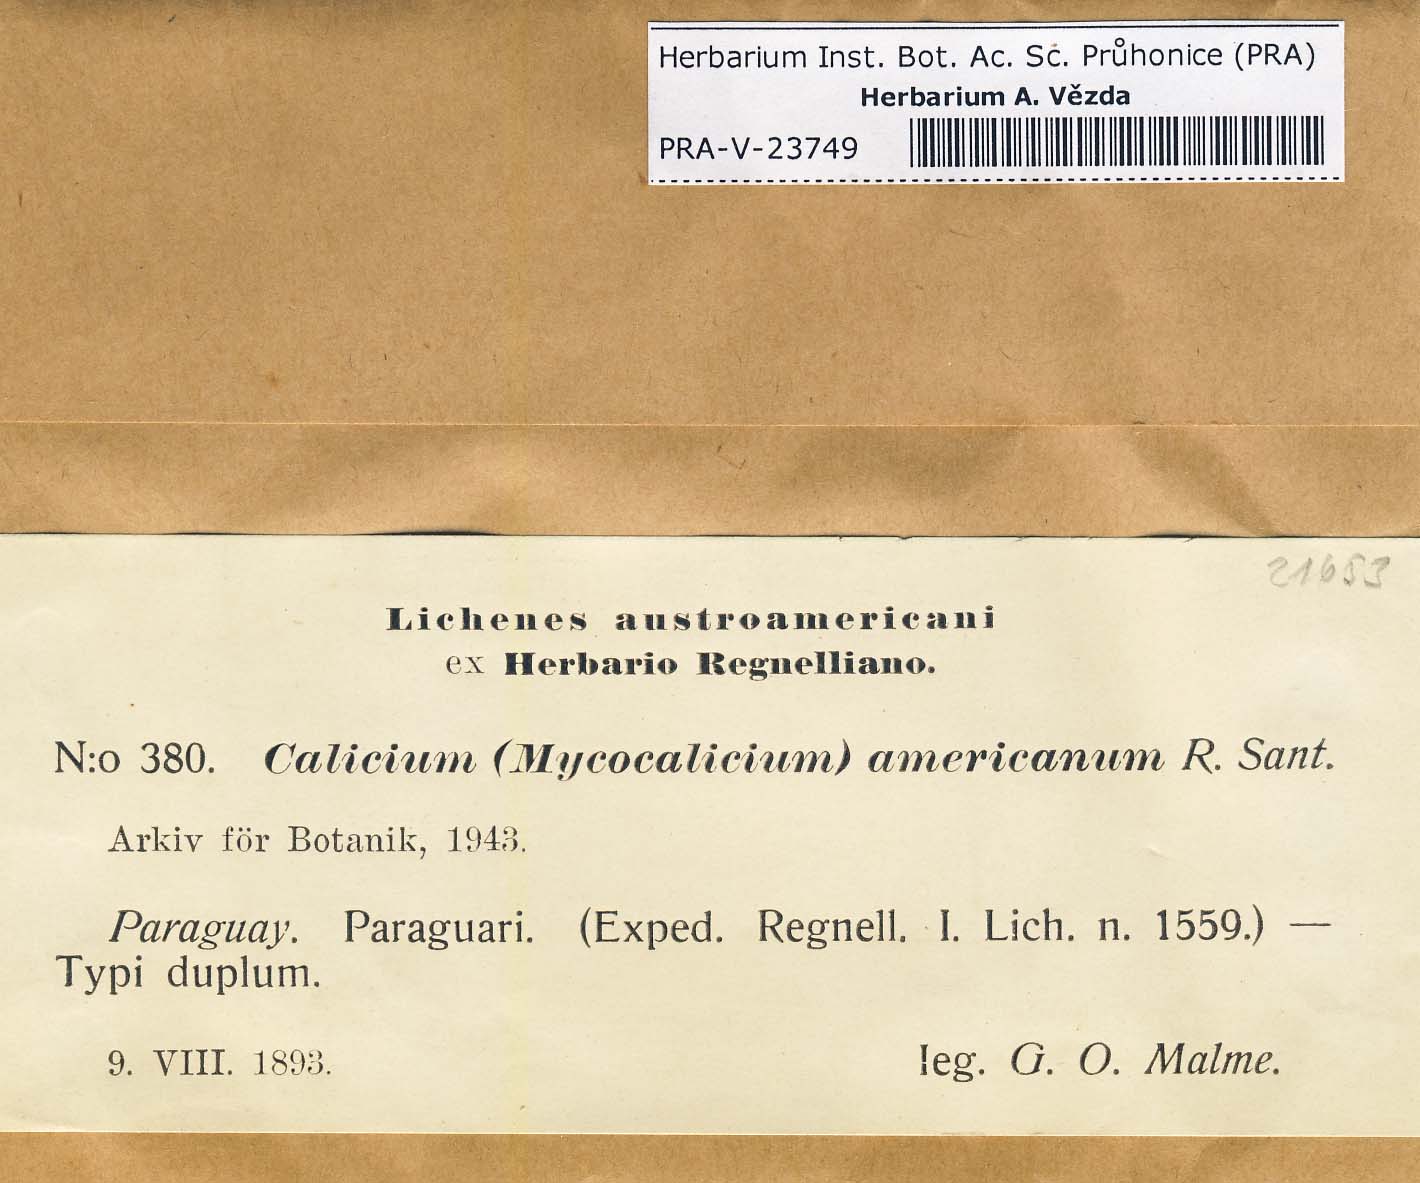 Herbarium Inst. Bot. Ac. Sc. Průhonice (PRA)
Herbarium A. Vězda
PRA-V-23749
21653
Lichenes austroamericani
ex Herbario Regnelliano.
N:o 380. Calicium (Mycocalicium) americanum R. Sant.
Arkiv för Botanik, 1943.
Paraguay. Paraguari. (Exped. Regnell. I. Lich. n. 1559.) —
Typi duplum.
9. VIII. 1893. leg. G. O. Malme.